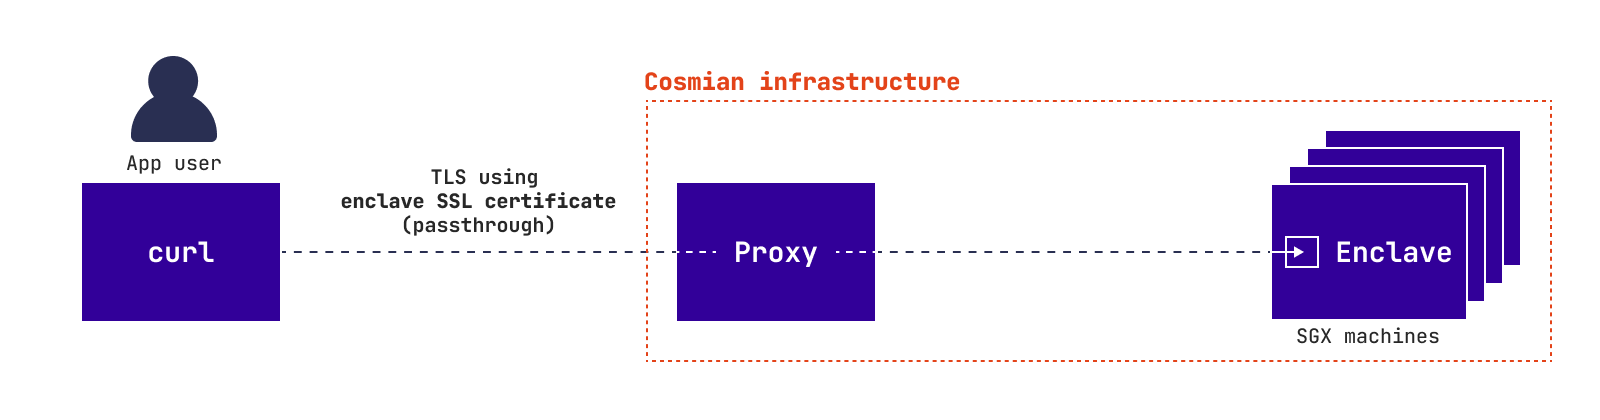 Cosmian infrastructure
App user
TLS using
enclave SSL certificate
(passthrough)
curl
Proxy
Enclave
SGX machines